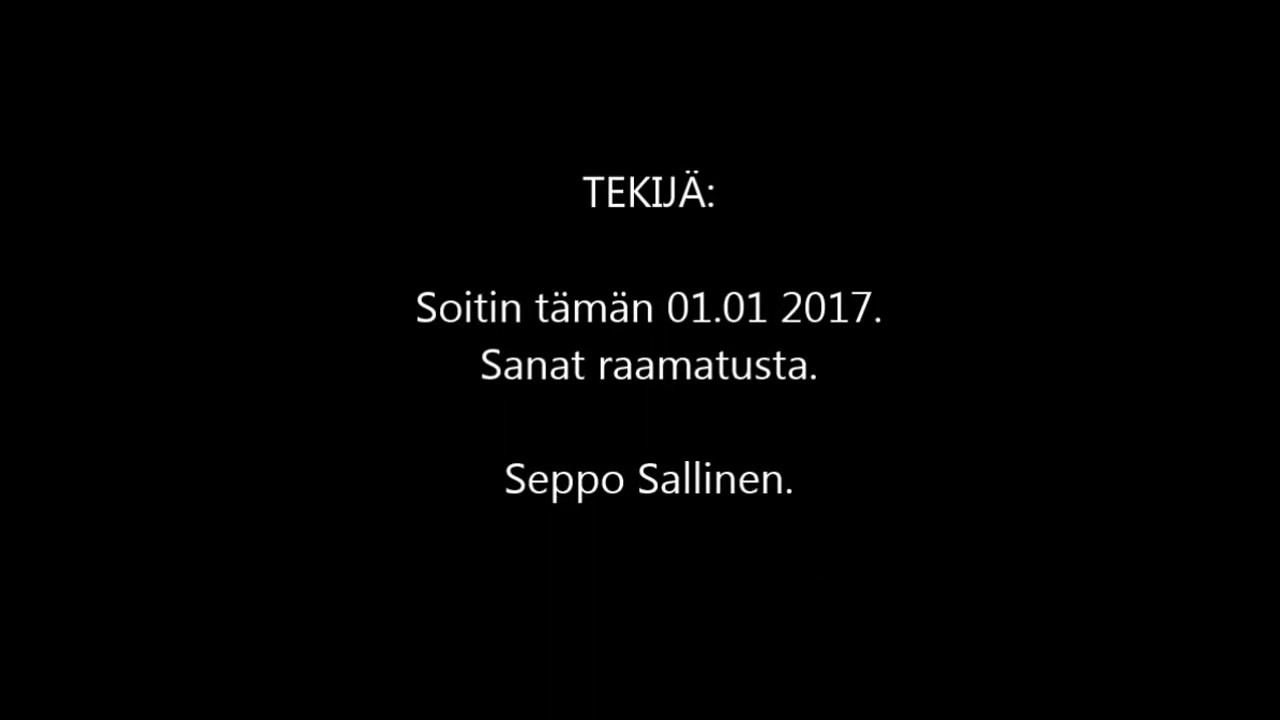 TEKIJÄ:
Soitin tämän 01.01 2017.
Sanat raamatusta.
Seppo Sallinen.